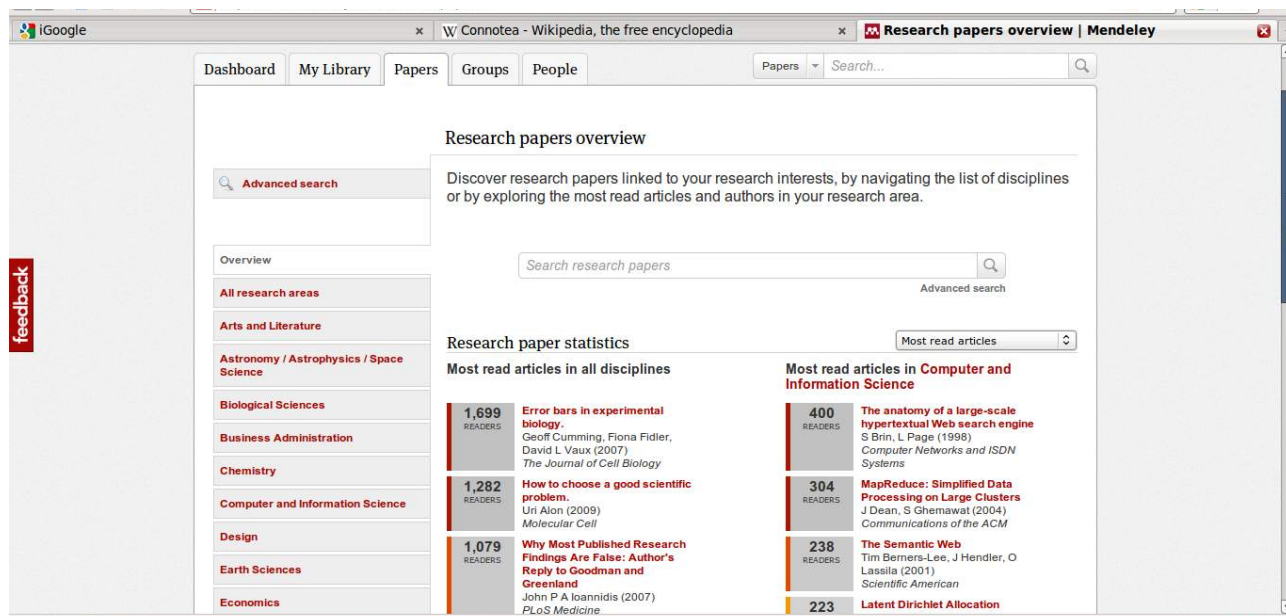 iGoogle
Connotea - Wikipedia, the free encyclopedia
Research papers overview | Mendeley
Dashboard
My Library
Papers
Groups
People
Papers
Search...
feedback
Advanced search
Overview
All research areas
Arts and Literature
Astronomy / Astrophysics / Space
Science
Biological Sciences
Business Administration
Chemistry
Computer and Information Science
Design
Earth Sciences
Economics
Research papers overview
Discover research papers linked to your research interests, by navigating the list of disciplines
or by exploring the most read articles and authors in your research area.
Search research papers
Advanced search
Research paper statistics
Most read articles
Most read articles in all disciplines
1,699
READERS
Error bars in experimental
biology.
Geoff Cumming, Fiona Fidler,
David L Vaux (2007)
The Journal of Cell Biology
1,282
READERS
How to choose a good scientific
problem.
Uri Alon (2009)
Molecular Cell
1,079
READERS
Why Most Published Research
Findings Are False: Author's
Reply to Goodman and
Greenland
John P A Ioannidis (2007)
PLoS Medicine
Most read articles in Computer and
Information Science
400
READERS
The anatomy of a large-scale
hypertextual Web search engine
S Brin, L Page (1998)
Computer Networks and ISDN
Systems
304
READERS
MapReduce: Simplified Data
Processing on Large Clusters
J Dean, S Ghemawat (2004)
Communications of the ACM
238
READERS
The Semantic Web
Tim Berners-Lee, J Hendler, O
Lassila (2001)
Scientific American
223
Latent Dirichlet Allocation